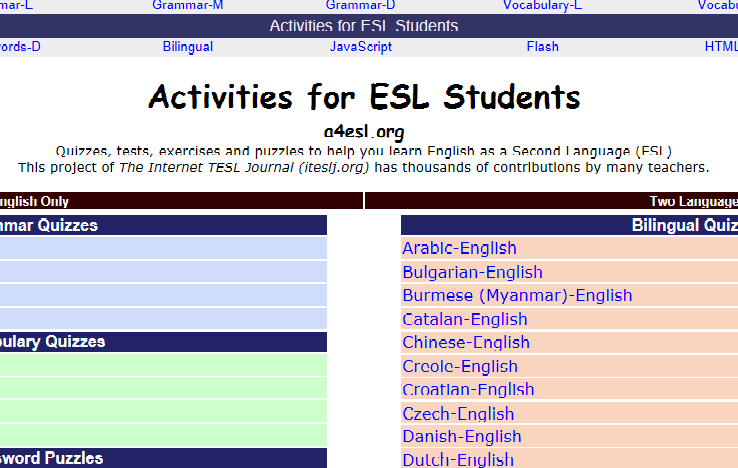 mar-E Grammar-M Grammar-D Vocabulary-E Vocabu
Activities for ESL Students
ords-D Bilingual JavaScript Flash HTML
Activities for ESL Students
a4esl.org
Quizzes, tests, exercises and puzzles to help you learn English as a Second Language (ESL)
This project of The Internet TESL Journal (iteslj.org) has thousands of contributions by many teachers.
nglish Only
Two Language
mmar Quizzes
bulary Quizzes
sword Puzzles
Bilingual Quiz
Arabic-English
Bulgarian-English
Burmese (Myanmar)-English
Catalan-English
Chinese-English
Creole-English
Croatian-English
Czech-English
Danish-English
Dutch-English